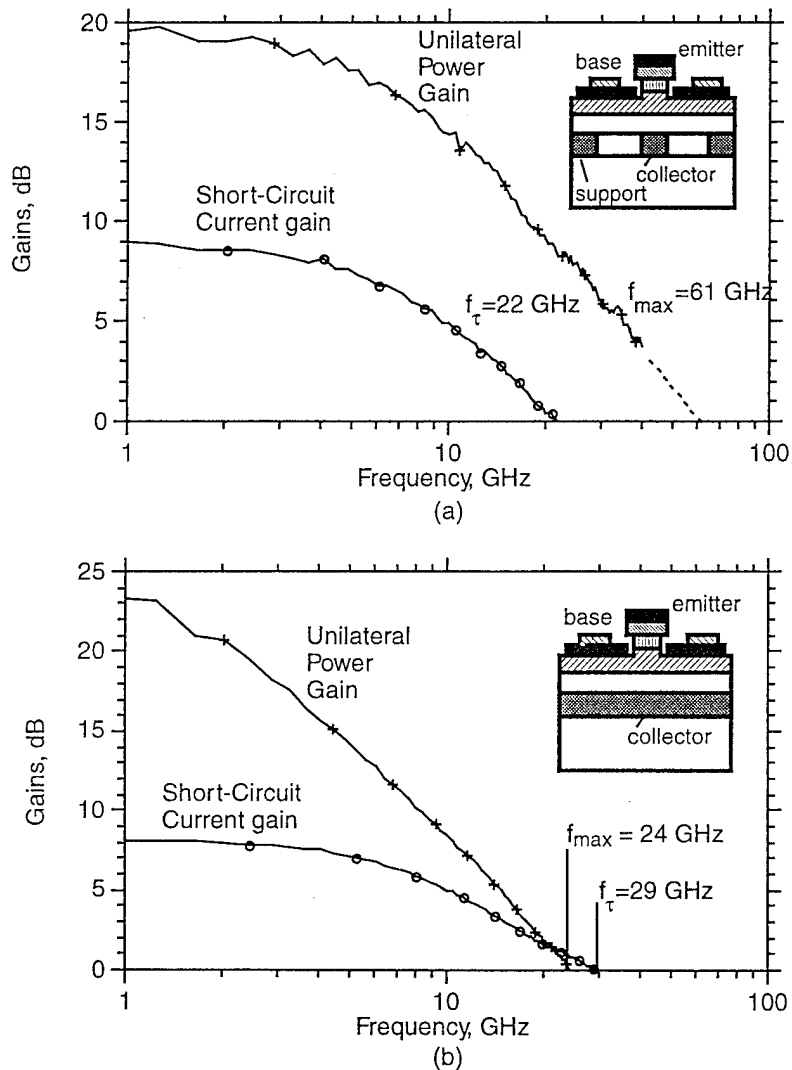 20
15
10
5
0
Gains, dB
Unilateral
Power
Gain
Short-Circuit
Current gain
base
emitter
collector
support
fτ=22 GHz
fmax=61 GHz
1
10
100
Frequency, GHz
(a)
25
20
15
10
5
0
Gains, dB
Unilateral
Power
Gain
Short-Circuit
Current gain
base
emitter
collector
fmax = 24 GHz
fτ=29 GHz
1
10
100
Frequency, GHz
(b)